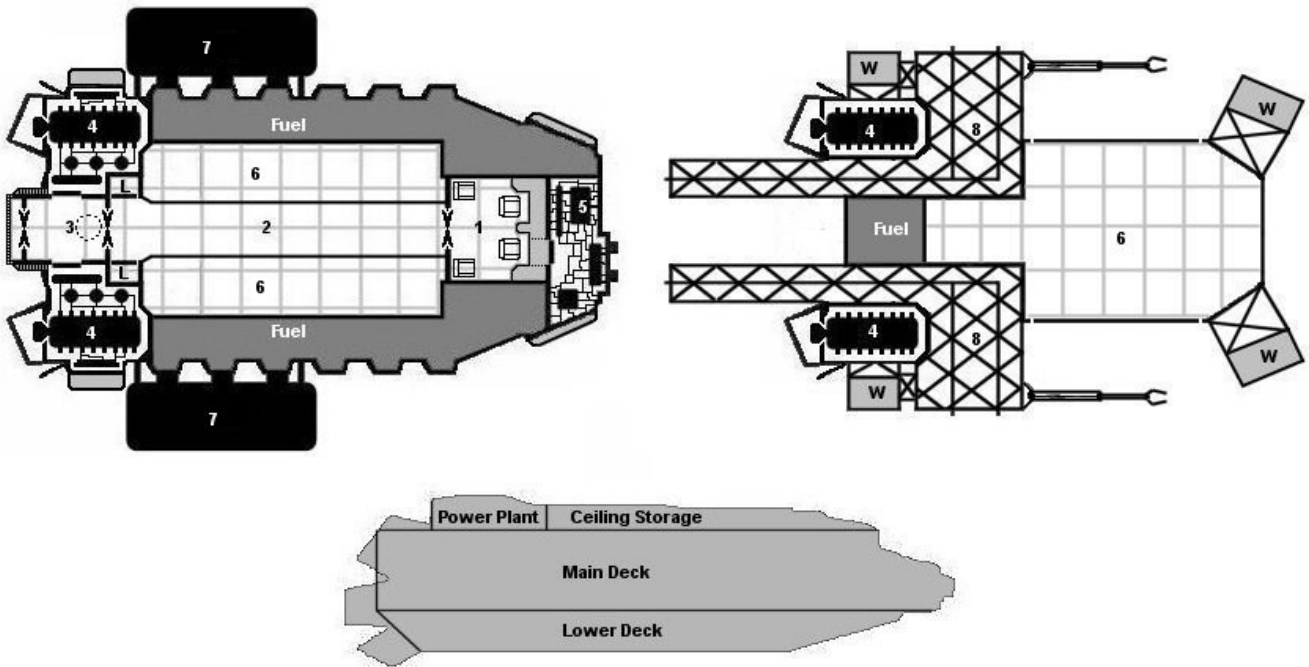 7
4
Fuel
6
L
3
2
1
5
L
6
4
Fuel
7
W
4
8
Fuel
6
W
4
8
W
W
Power Plant
Ceiling Storage
Main Deck
Lower Deck